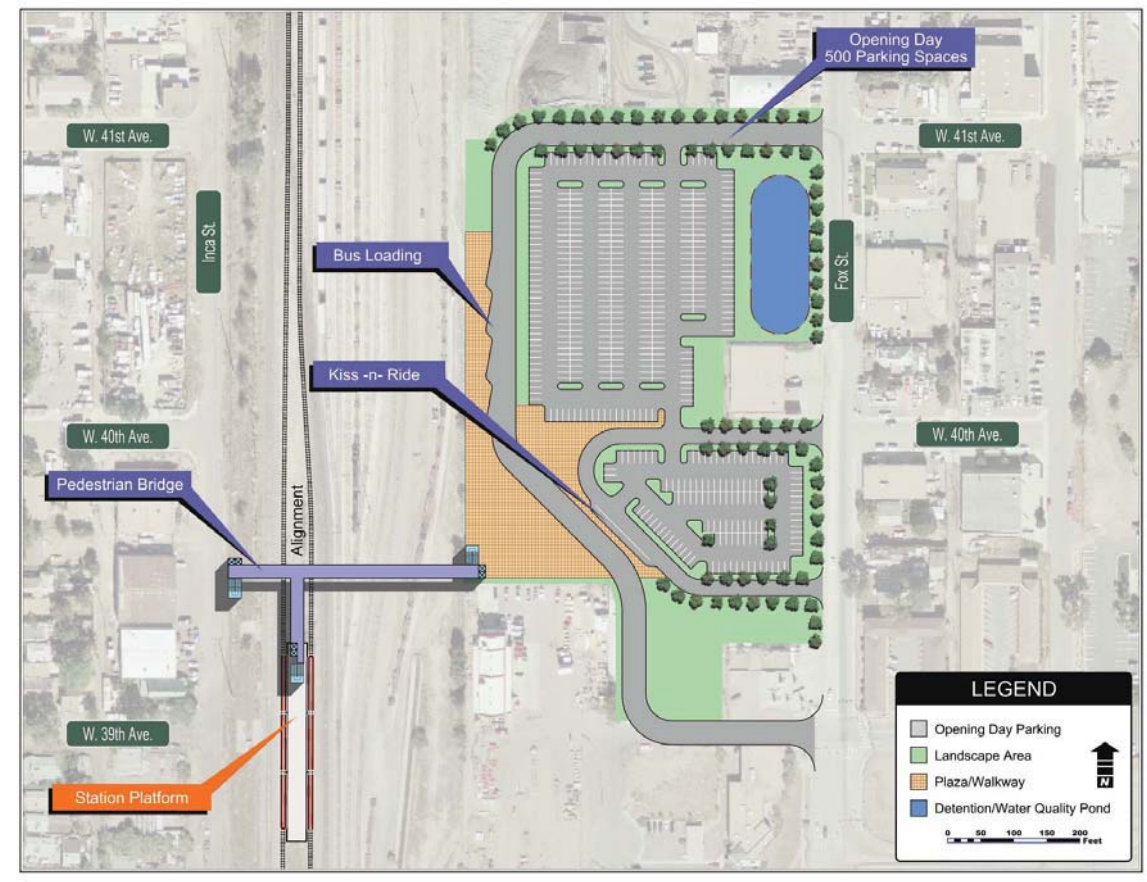 Opening Day
500 Parking Spaces
W. 41st Ave.
W. 41st Ave.
Inca St.
Bus Loading
Fox St.
Kiss -n- Ride
W. 40th Ave.
W. 40th Ave.
Pedestrian Bridge
Alignment
W. 39th Ave.
Station Platform
LEGEND
Opening Day Parking
Landscape Area
Plaza/Walkway
Detention/Water Quality Pond
N
0 50 100 150 200
Feet